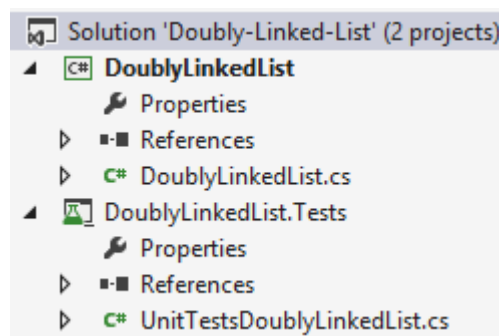 Solution 'Doubly-Linked-List' (2 projects)
C# DoublyLinkedList
Properties
References
C# DoublyLinkedList.cs
DoublyLinkedList.Tests
Properties
References
C# UnitTestsDoublyLinkedList.cs